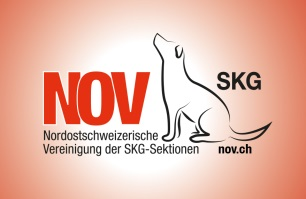 NOV
SKG
Nordostschweizerische
Vereinigung der SKG-Sektionen
nov.ch